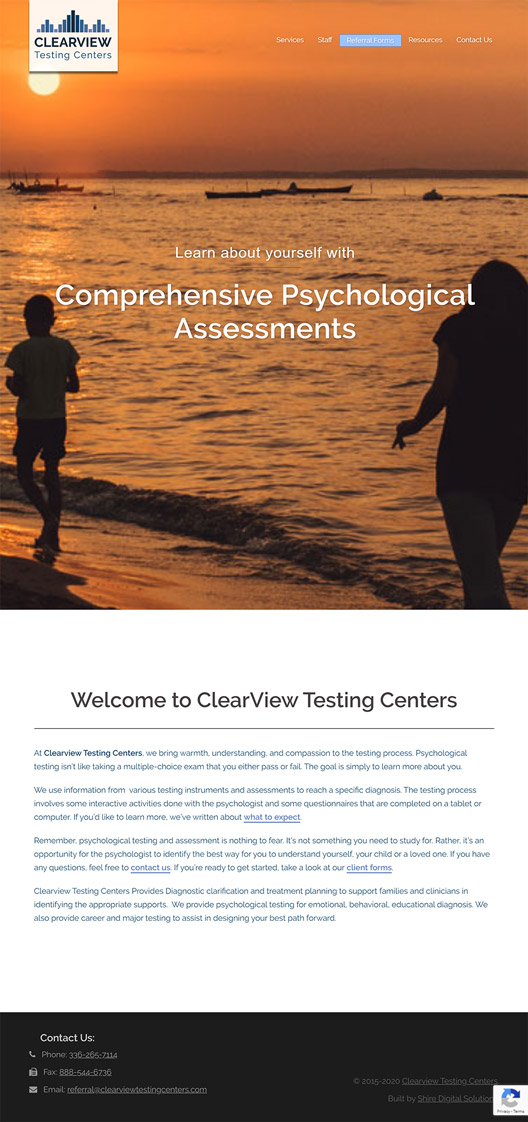 CLEARVIEW
Testing Centers
Services Staff Referral Forms Resources Contact Us
Learn about yourself with
Comprehensive Psychological
Assessments
Welcome to ClearView Testing Centers
At Clearview Testing Centers, we bring warmth, understanding, and compassion to the testing process. Psychological
testing isn't like taking a multiple-choice exam that you either pass or fail. The goal is simply to learn more about you.
We use information from various testing instruments and assessments to reach a specific diagnosis. The testing process
involves some interactive activities done with the psychologist and some questionnaires that are completed on a tablet or
computer. If you'd like to learn more, we've written about what to expect.
Remember, psychological testing and assessment is nothing to fear. It's not something you need to study for. Rather, it's an
opportunity for the psychologist to identify the best way for you to understand yourself, your child or a loved one. If you have
any questions, feel free to contact us. If you're ready to get started, take a look at our client forms.
Clearview Testing Centers Provides Diagnostic clarification and treatment planning to support families and clinicians in
identifying the appropriate supports. We provide psychological testing for emotional, behavioral, educational diagnosis. We
also provide career and major testing to assist in designing your best path forward.
Contact Us:
Phone: 336-265-7114
Fax: 888-544-6736
Email: referral@clearviewtestingcenters.com
© 2015-2020 Clearview Testing Centers
Built by Shire Digital Solution
Privacy - Terms